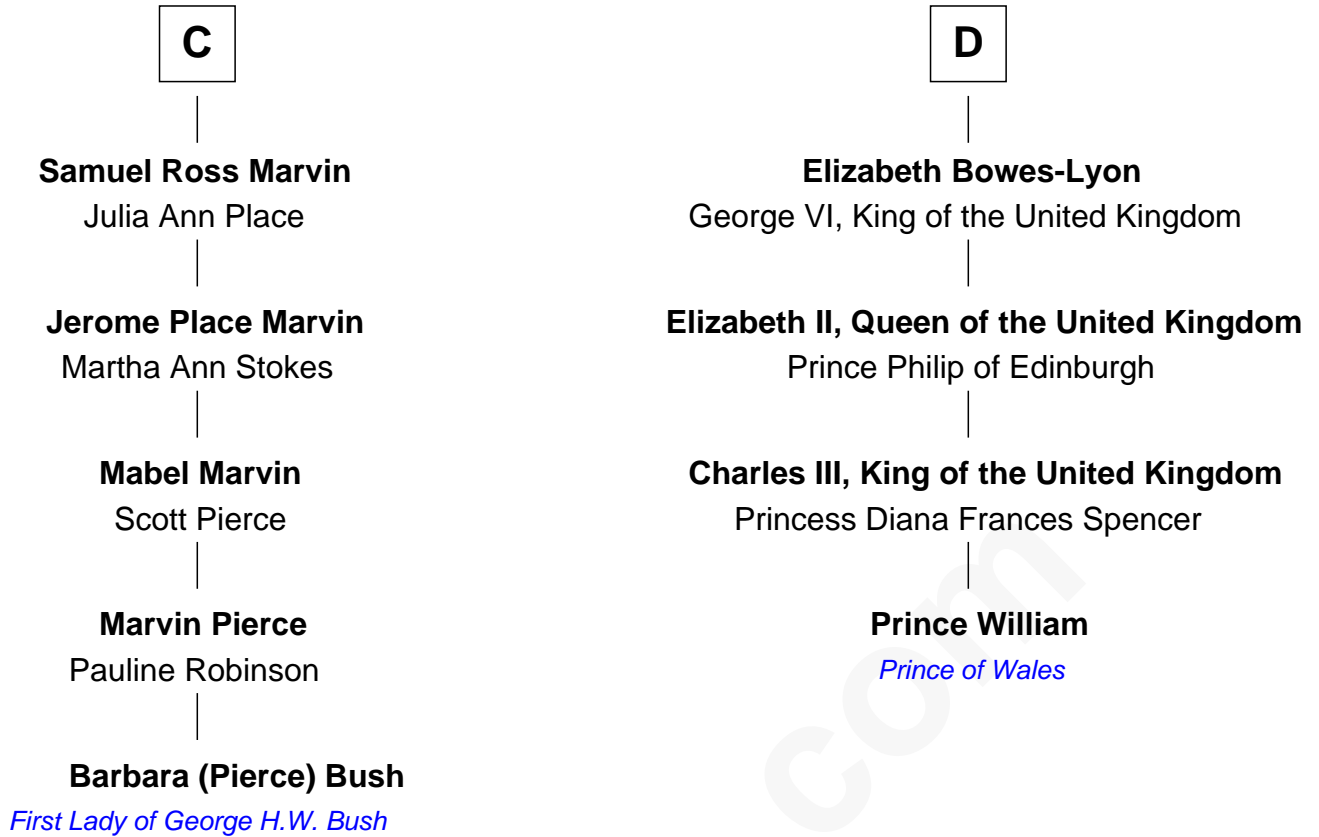 C
Samuel Ross Marvin
Julia Ann Place
Jerome Place Marvin
Martha Ann Stokes
Mabel Marvin
Scott Pierce
Marvin Pierce
Pauline Robinson
Barbara (Pierce) Bush
First Lady of George H.W. Bush
D
Elizabeth Bowes-Lyon
George VI, King of the United Kingdom
Elizabeth II, Queen of the United Kingdom
Prince Philip of Edinburgh
Charles III, King of the United Kingdom
Princess Diana Frances Spencer
Prince William
Prince of Wales
com